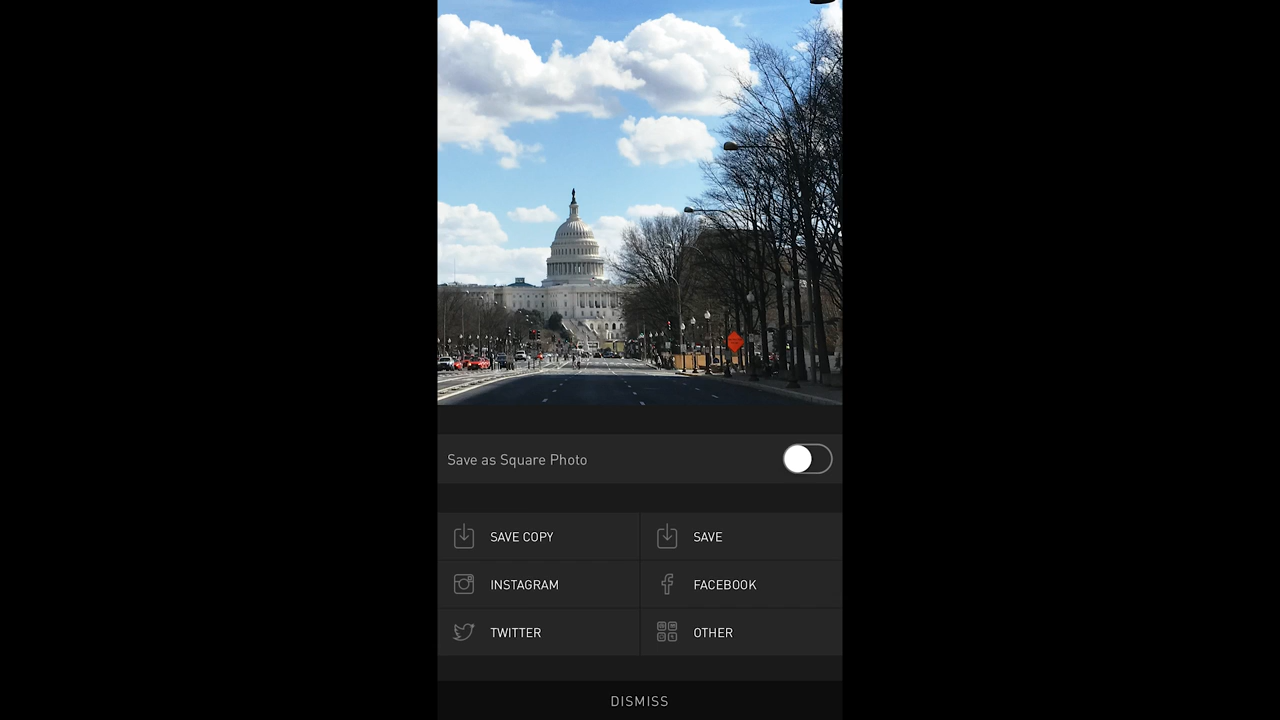 Save as Square Photo
SAVE COPY
SAVE
INSTAGRAM
FACEBOOK
TWITTER
OTHER
DISMISS